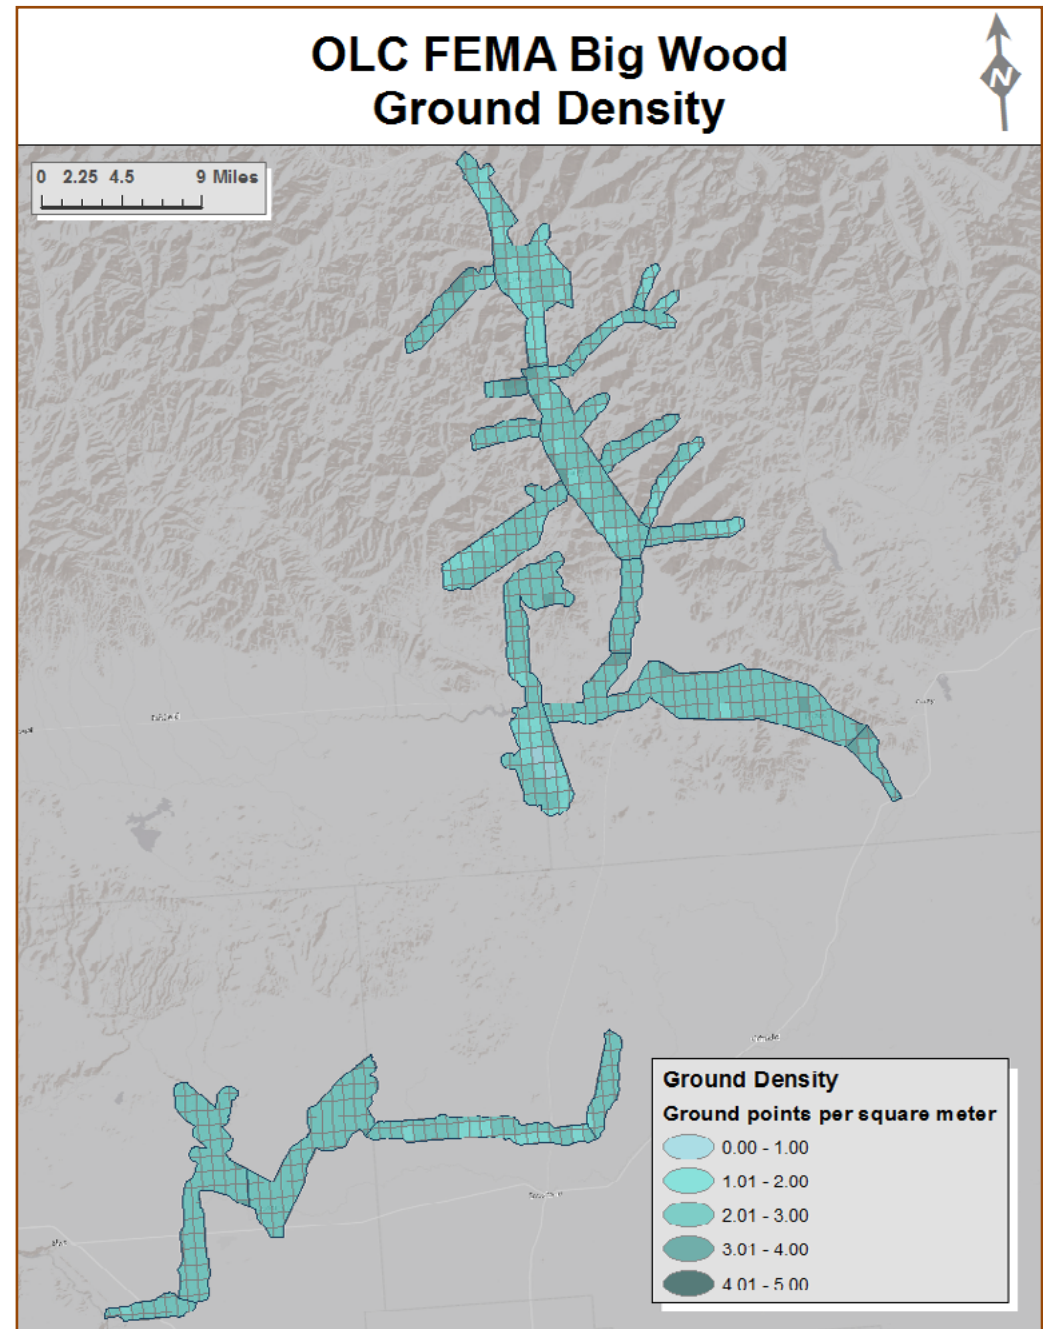 OLC FEMA Big Wood
Ground Density
N
0 2.25 4.5 9 Miles
Ground Density
Ground points per square meter
0.00 - 1.00
1.01 - 2.00
2.01 - 3.00
3.01 - 4.00
4.01 - 5.00